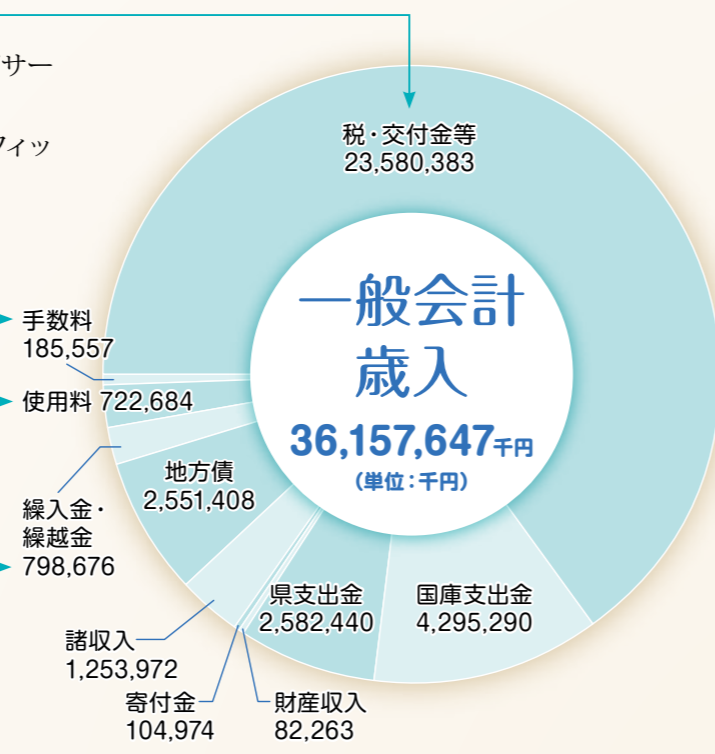 サー
ィッ
税・交付金等
23,580,383
一般会計
歳入
36,157,647千円
(単位:千円)
手数料
185,557
使用料 722,684
繰入金・
繰越金
798,676
地方債
2,551,408
諸収入
1,253,972
寄付金
104,974
財産収入
82,263
県支出金
2,582,440
国庫支出金
4,295,290